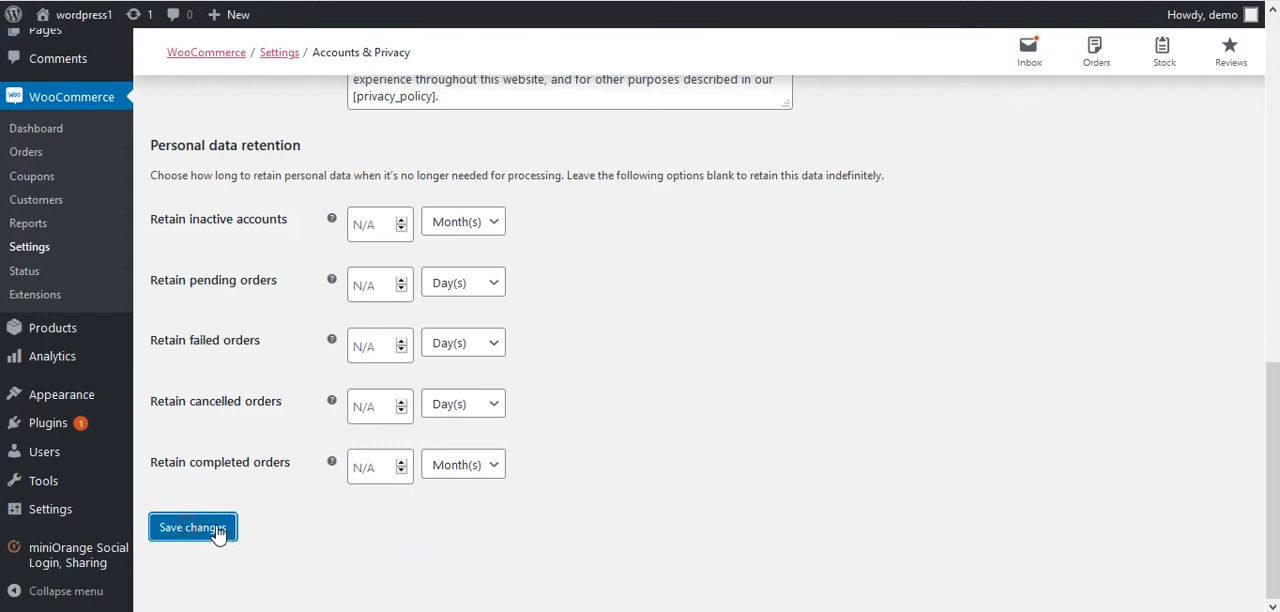 wordpress1
1
0
New
Howdy, demo
Pages
Comments
WooCommerce
Dashboard
Orders
Coupons
Customers
Reports
Settings
Status
Extensions
Products
Analytics
Appearance
Plugins 1
Users
Tools
Settings
miniOrange Social
Login, Sharing
Collapse menu
WooCommerce / Settings / Accounts & Privacy
Inbox
Orders
Stock
Reviews
experience throughout this website, and for other purposes described in our
[privacy_policy].
Personal data retention
Choose how long to retain personal data when it's no longer needed for processing. Leave the following options blank to retain this data indefinitely.
Retain inactive accounts ? N/A Month(s)
Retain pending orders ? N/A Day(s)
Retain failed orders ? N/A Day(s)
Retain cancelled orders ? N/A Day(s)
Retain completed orders ? N/A Month(s)
Save changes